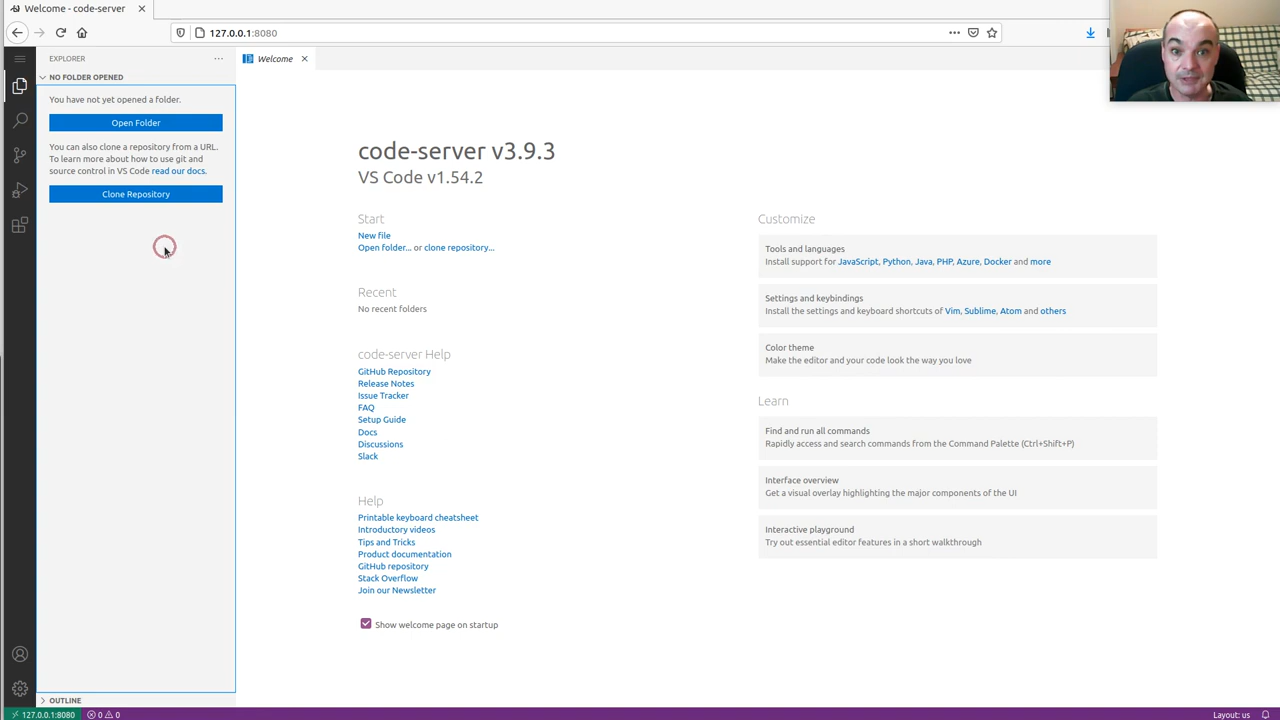 Welcome - code-server
127.0.0.1:8080
EXPLORER
Welcome
NO FOLDER OPENED
You have not yet opened a folder.
Open Folder
You can also clone a repository from a URL.
To learn more about how to use git and
source control in VS Code read our docs.
Clone Repository
OUTLINE
code-server v3.9.3
VS Code v1.54.2
Start
New file
Open folder... or clone repository...
Recent
No recent folders
code-server Help
GitHub Repository
Release Notes
Issue Tracker
FAQ
Setup Guide
Docs
Discussions
Slack
Help
Printable keyboard cheatsheet
Introductory videos
Tips and Tricks
Product documentation
GitHub repository
Stack Overflow
Join our Newsletter
Show welcome page on startup
Customize
Tools and languages
Install support for JavaScript, Python, Java, PHP, Azure, Docker and more
Settings and keybindings
Install the settings and keyboard shortcuts of Vim, Sublime, Atom and others
Color theme
Make the editor and your code look the way you love
Learn
Find and run all commands
Rapidly access and search commands from the Command Palette (Ctrl+Shift+P)
Interface overview
Get a visual overlay highlighting the major components of the UI
Interactive playground
Try out essential editor features in a short walkthrough
127.0.0.1:8080
0
0
Layout: us